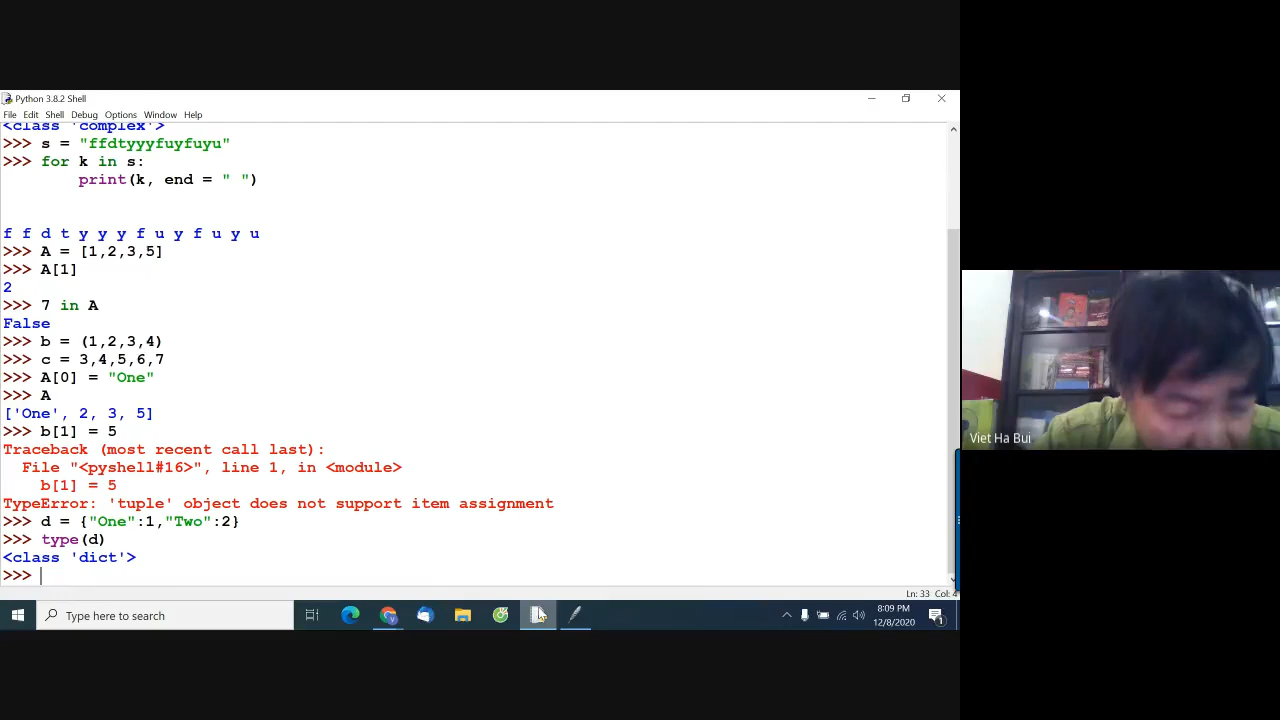 Python 3.8.2 Shell
File Edit Shell Debug Options Window Help
<class 'complex'>
>>> s = "ffdtyyyfuyfuyu"
>>> for k in s:
        print(k, end = " ")
f f d t y y y f u y f u y u
>>> A = [1,2,3,5]
>>> A[1]
2
>>> 7 in A
False
>>> b = (1,2,3,4)
>>> c = 3,4,5,6,7
>>> A[0] = "One"
>>> A
['One', 2, 3, 5]
>>> b[1] = 5
Traceback (most recent call last):
  File "<pyshell#16>", line 1, in <module>
    b[1] = 5
TypeError: 'tuple' object does not support item assignment
>>> d = {"One":1,"Two":2}
>>> type(d)
<class 'dict'>
>>>
Viet Ha Bui
Ln: 33 Col: 4
Type here to search
8:09 PM
12/8/2020
1